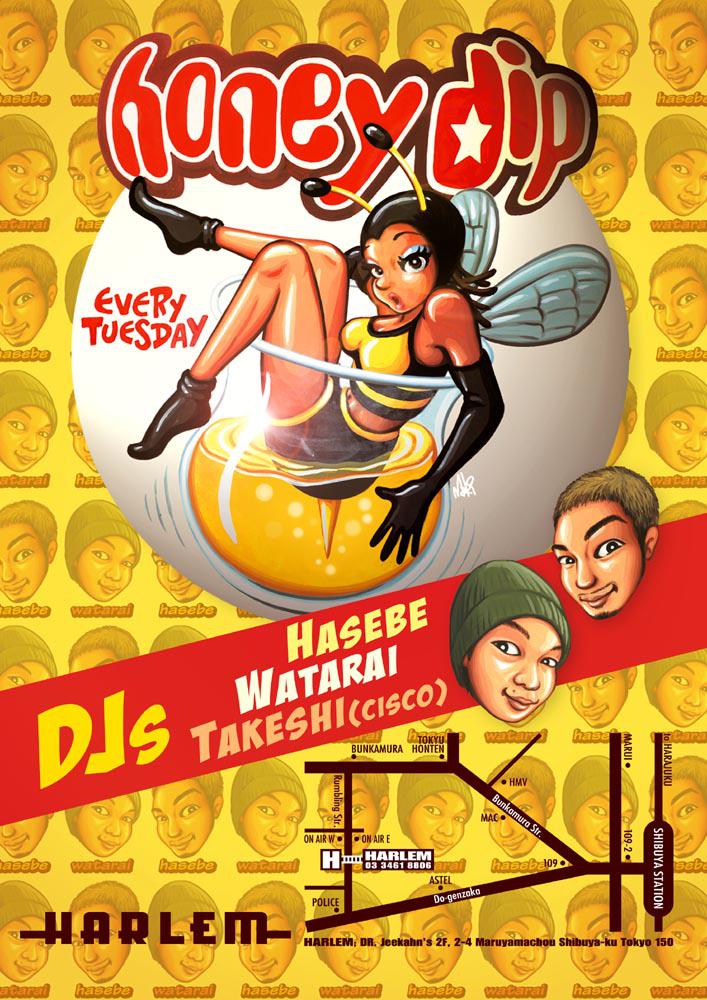 honey dip
EVERY
TUESDAY
DJs
HASEBE
WATARAI
TAKESHI (CISCO)
BUNKAMURA
TOKYU
HONTEN
MARUI
to HARAJUKU
Rumbling Str.
HMV
Bunkamura Str.
MAC
ON AIR W
ON AIR E
109-2
SHIBUYA STATION
H HARLEM
03 3461 8806
109
ASTEL
POLICE
Do-genzaka
HARLEM
HARLEM; DR. Jeekahn's 2F, 2-4 Maruyamachou Shibuya-ku Tokyo 150
hasebe
watarai